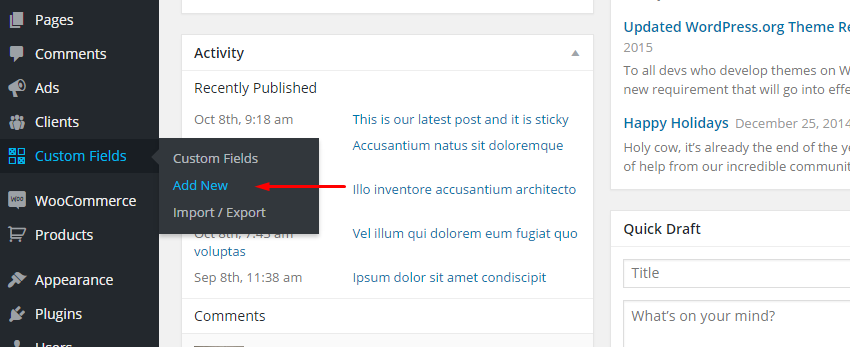 Pages
Comments
Ads
Clients
Custom Fields
WooCommerce
Products
Appearance
Plugins
Users
Custom Fields
Add New
Import / Export
Activity
Recently Published
Oct 8th, 9:18 am
This is our latest post and it is sticky
Accusantium natus sit doloremque
Illo inventore accusantium architecto
Oct 8th, 7:45 am
Vel illum qui dolorem eum fugiat quo
voluptas
Sep 8th, 11:38 am
Ipsum dolor sit amet condiscipit
Comments
Updated WordPress.org Theme Re
2015
To all devs who develop themes on W
new requirement that will go into effe
Happy Holidays December 25, 2014
Holy cow, it's already the end of the ye
of help from our incredible communit
Quick Draft
Title
What's on your mind?